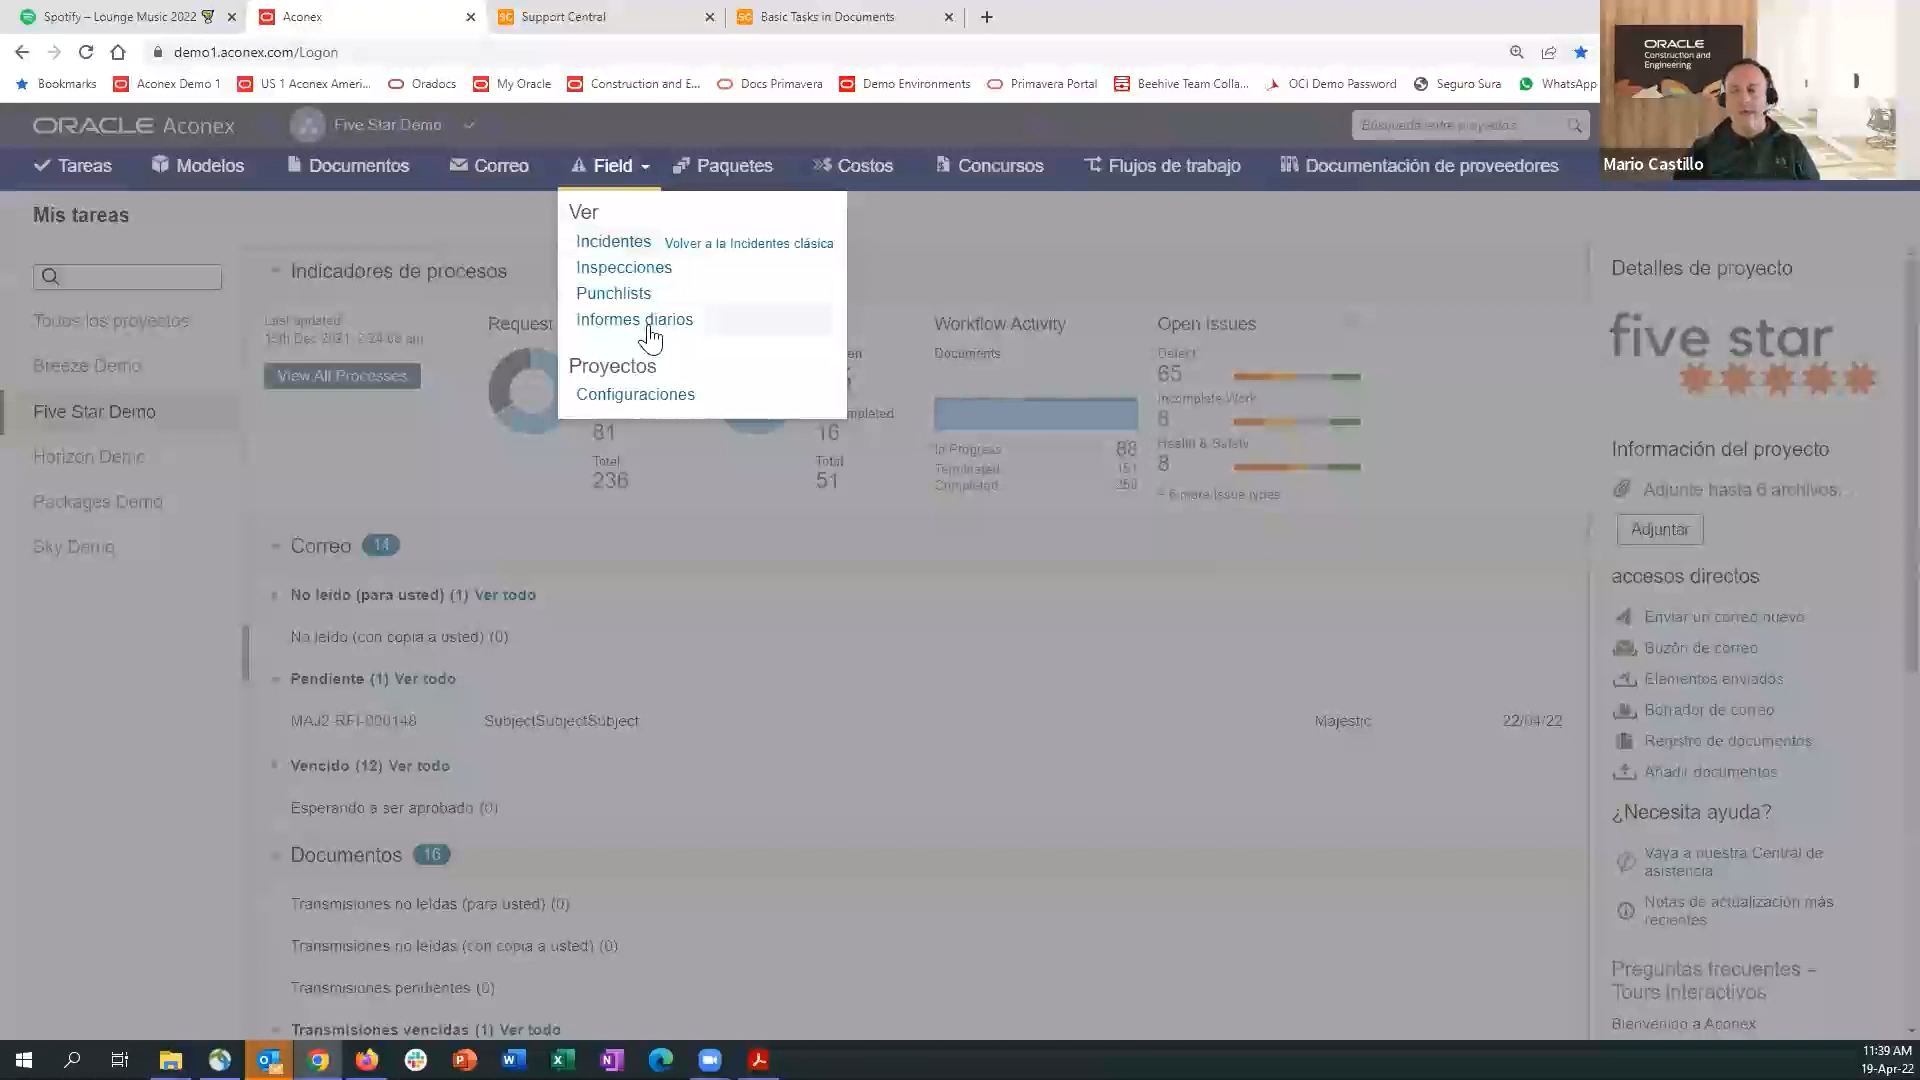 Spotify – Lounge Music 2022
Aconex
Support Central
Basic Tasks in Documents
demo1.aconex.com/Logon
Bookmarks
Aconex Demo 1
US 1 Aconex Ameri...
Oradocs
My Oracle
Construction and E...
Docs Primavera
Demo Environments
Primavera Portal
Beehive Team Colla...
OCI Demo Password
Seguro Sura
WhatsApp
ORACLE
Construction and
Engineering
Mario Castillo
ORACLE Aconex
Five Star Demo
Búsqueda entre proyectos
Tareas
Modelos
Documentos
Correo
Field
Paquetes
Costos
Concursos
Flujos de trabajo
Documentación de proveedores
Mis tareas
Todos los proyectos
Breeze Demo
Five Star Demo
Horizon Demo
Packages Demo
Sky Demo
Ver
Incidentes Volver a la Incidentes clásica
Inspecciones
Punchlists
Informes diarios
Proyectos
Configuraciones
Indicadores de procesos
Last updated
View All Processes
Request
81
Total
236
16
Total
51
Workflow Activity
Documents
In Progress 88
Terminated 151
Completed
Open Issues
Defect
65
Incomplete Work
6
Health & Safety
8
+ 6 more issue types
Correo 14
No leído (para usted) (1) Ver todo
No leído (con copia a usted) (0)
Pendiente (1) Ver todo
MAJ2-RFI-000148 SubjectSubjectSubject Majestic 22/04/22
Vencido (12) Ver todo
Esperando a ser aprobado (0)
Documentos 16
Transmisiones no leídas (para usted) (0)
Transmisiones no leídas (con copia a usted) (0)
Transmisiones pendientes (0)
Transmisiones vencidas (1) Ver todo
Detalles de proyecto
five star
Información del proyecto
Adjunte hasta 6 archivos...
Adjuntar
accesos directos
Enviar un correo nuevo
Buzón de correo
Elementos enviados
Borrador de correo
Registro de documentos
Añadir documentos
¿Necesita ayuda?
Vaya a nuestra Central de
asistencia
Notas de actualización más
recientes
Preguntas frecuentes –
Tours Interactivos
Bienvenido a Aconex
11:39 AM
19-Apr-22